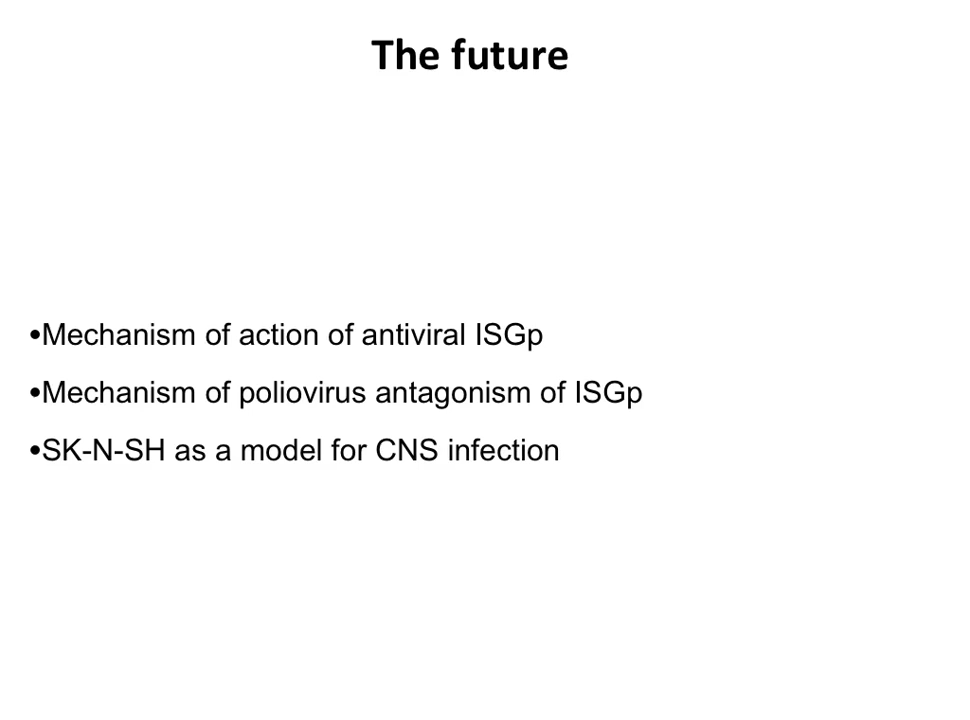 The future
•Mechanism of action of antiviral ISGp
•Mechanism of poliovirus antagonism of ISGp
•SK-N-SH as a model for CNS infection